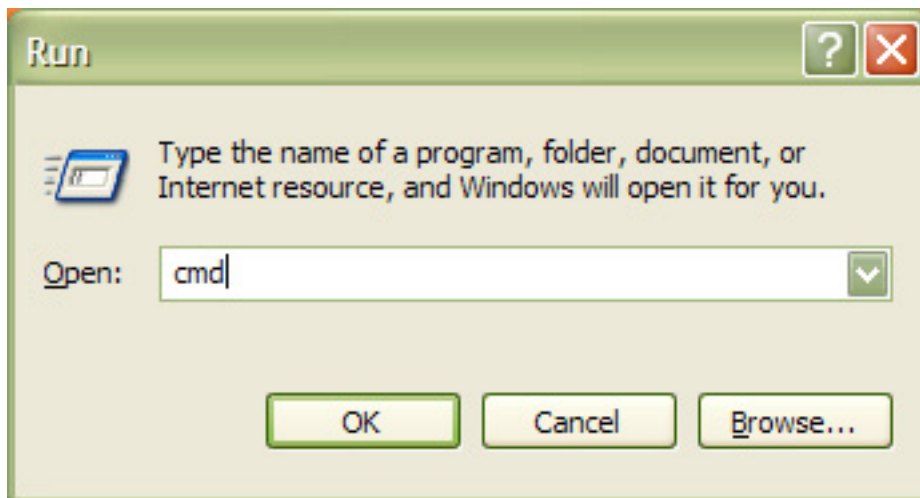 Run
Type the name of a program, folder, document, or
Internet resource, and Windows will open it for you.
Open: cmd
OK Cancel Browse...